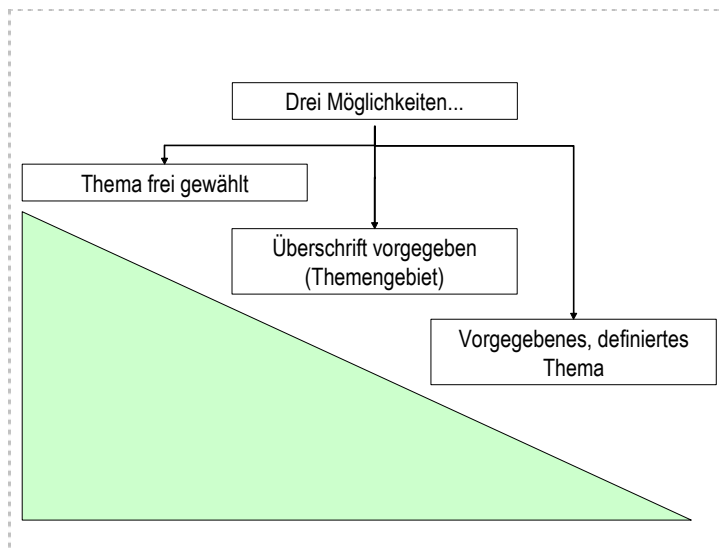 Drei Möglichkeiten...
Thema frei gewählt
Überschrift vorgegeben
(Themengebiet)
Vorgegebenes, definiertes
Thema